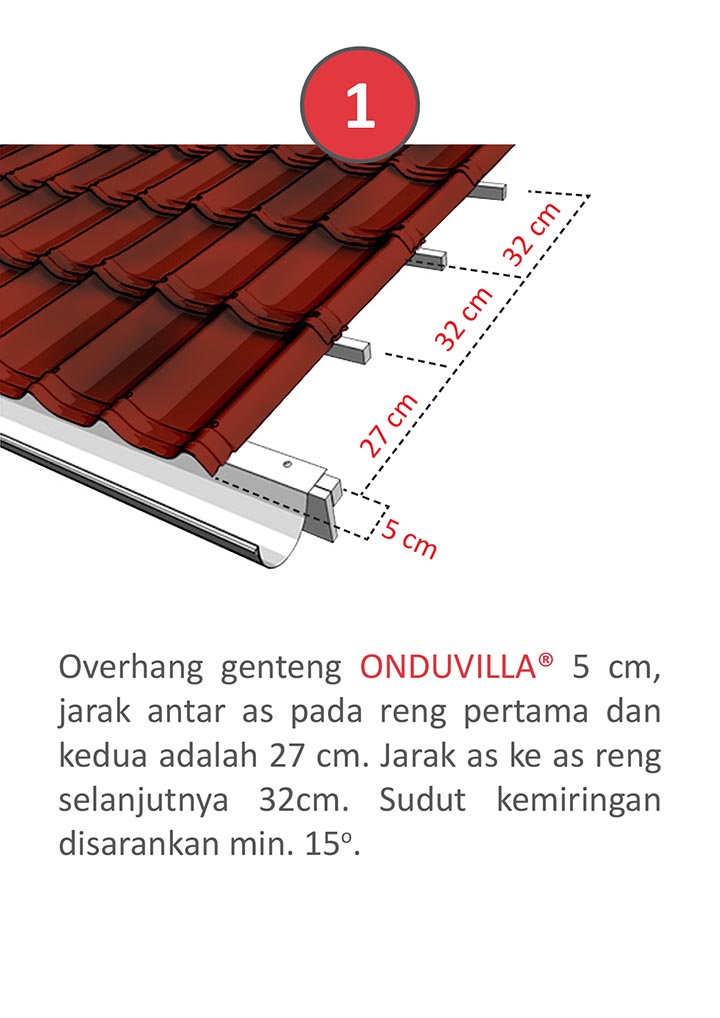 1
32 cm
32 cm
27 cm
5 cm
Overhang genteng ONDUVILLA® 5 cm,
jarak antar as pada reng pertama dan
kedua adalah 27 cm. Jarak as ke as reng
selanjutnya 32cm. Sudut kemiringan
disarankan min. 15º.